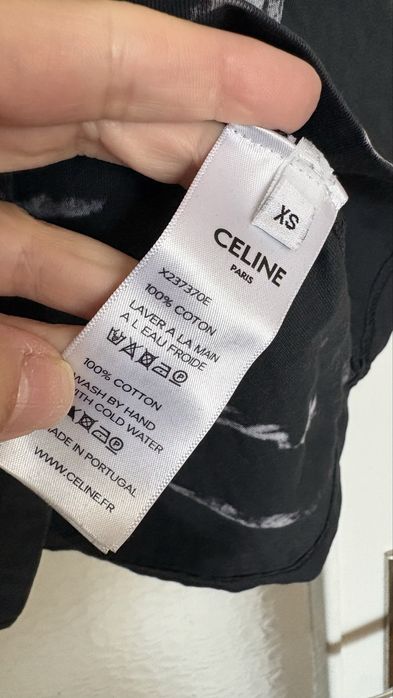 XS
CELINE
PARIS
X237370E
100% COTON
LAVER A LA MAIN
A L EAU FROIDE
100% COTTON
WASH BY HAND
WITH COLD WATER
MADE IN PORTUGAL
WWW.CELINE.FR